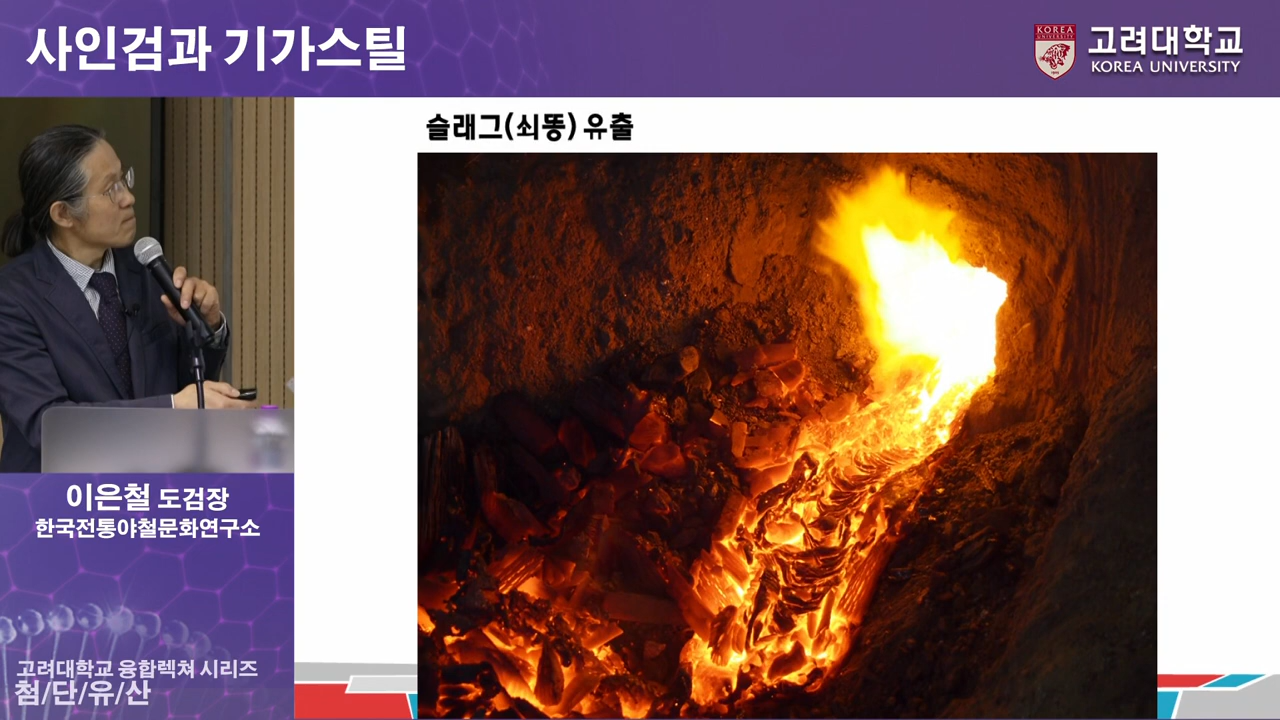 사인검과 기가스틸
KOREA
UNIVERSITY
고려대학교
KOREA UNIVERSITY
슬래그(쇠똥) 유출
이은철 도검장
한국전통야철문화연구소
고려대학교 융합렉쳐 시리즈
첨/단/유/산